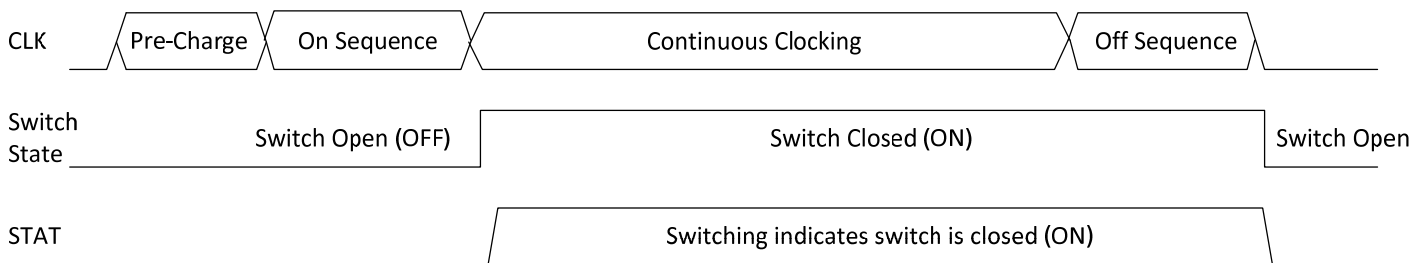 CLK
Pre-Charge
On Sequence
Continuous Clocking
Off Sequence
Switch
State
Switch Open (OFF)
Switch Closed (ON)
Switch Open
STAT
Switching indicates switch is closed (ON)